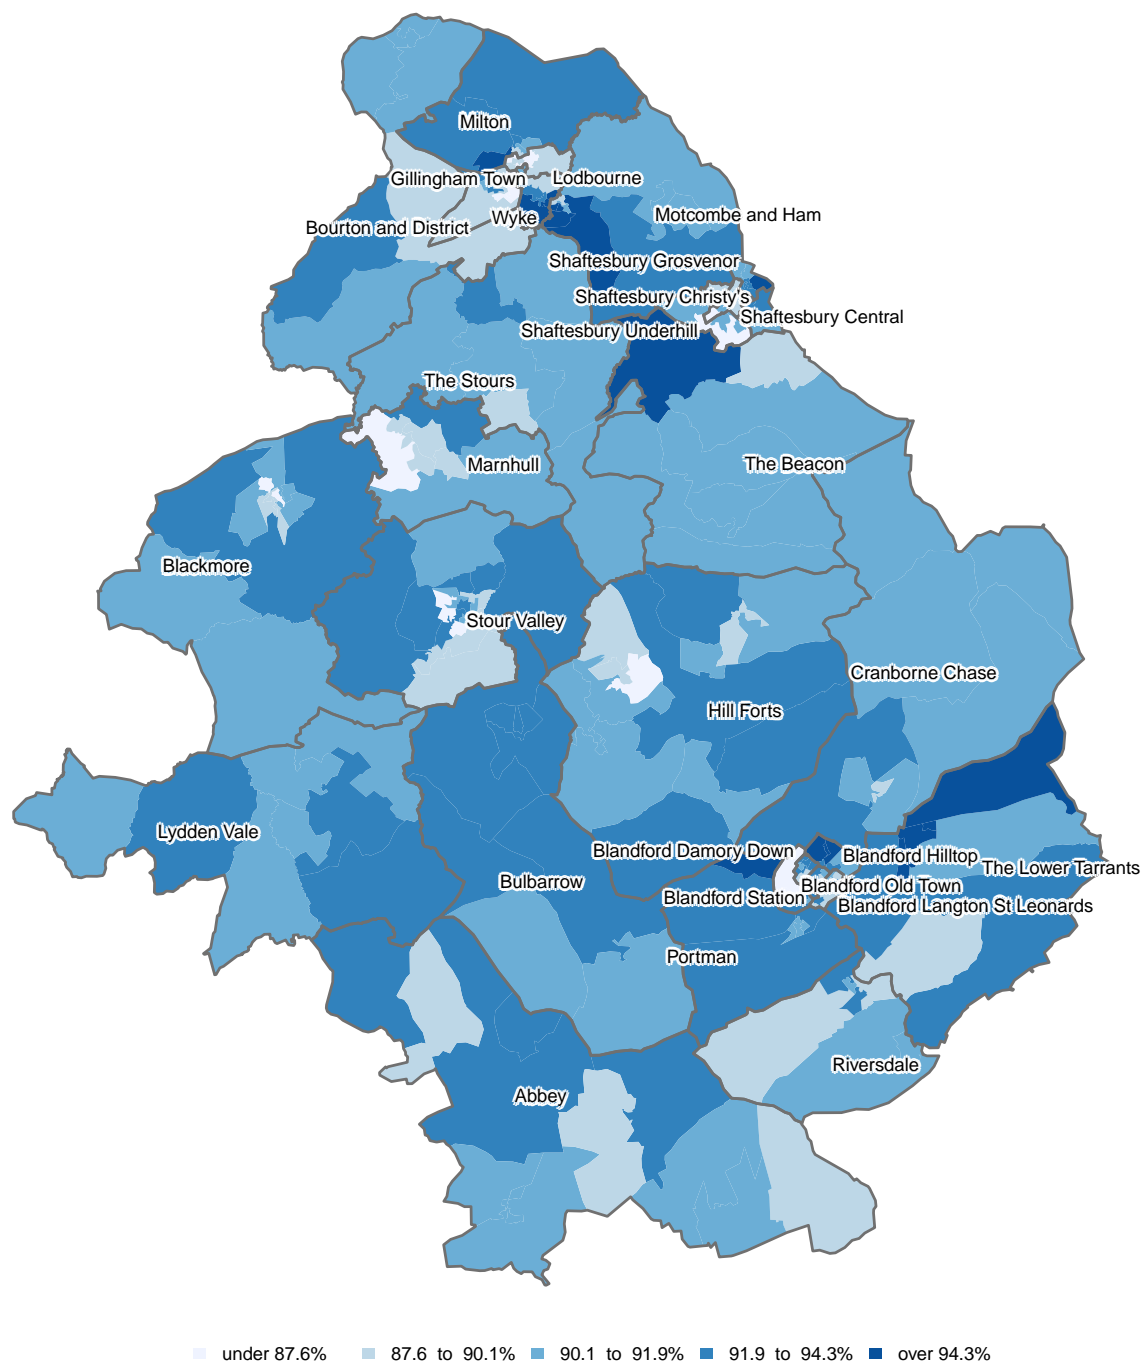 Milton
Gillingham Town
Lodbourne
Motcombe and Ham
Bourton and District
Wyke
Shaftesbury Grosvenor
Shaftesbury Christy's
Shaftesbury Central
Shaftesbury Underhill
The Stours
Marnhull
The Beacon
Blackmore
Stour Valley
Cranborne Chase
Hill Forts
Lydden Vale
Blandford Damory Down
Blandford Hilltop
The Lower Tarrants
Bulbarrow
Blandford Old Town
Blandford Station
Blandford Langton St Leonards
Portman
Riversdale
Abbey
under 87.6% 87.6 to 90.1% 90.1 to 91.9% 91.9 to 94.3% over 94.3%